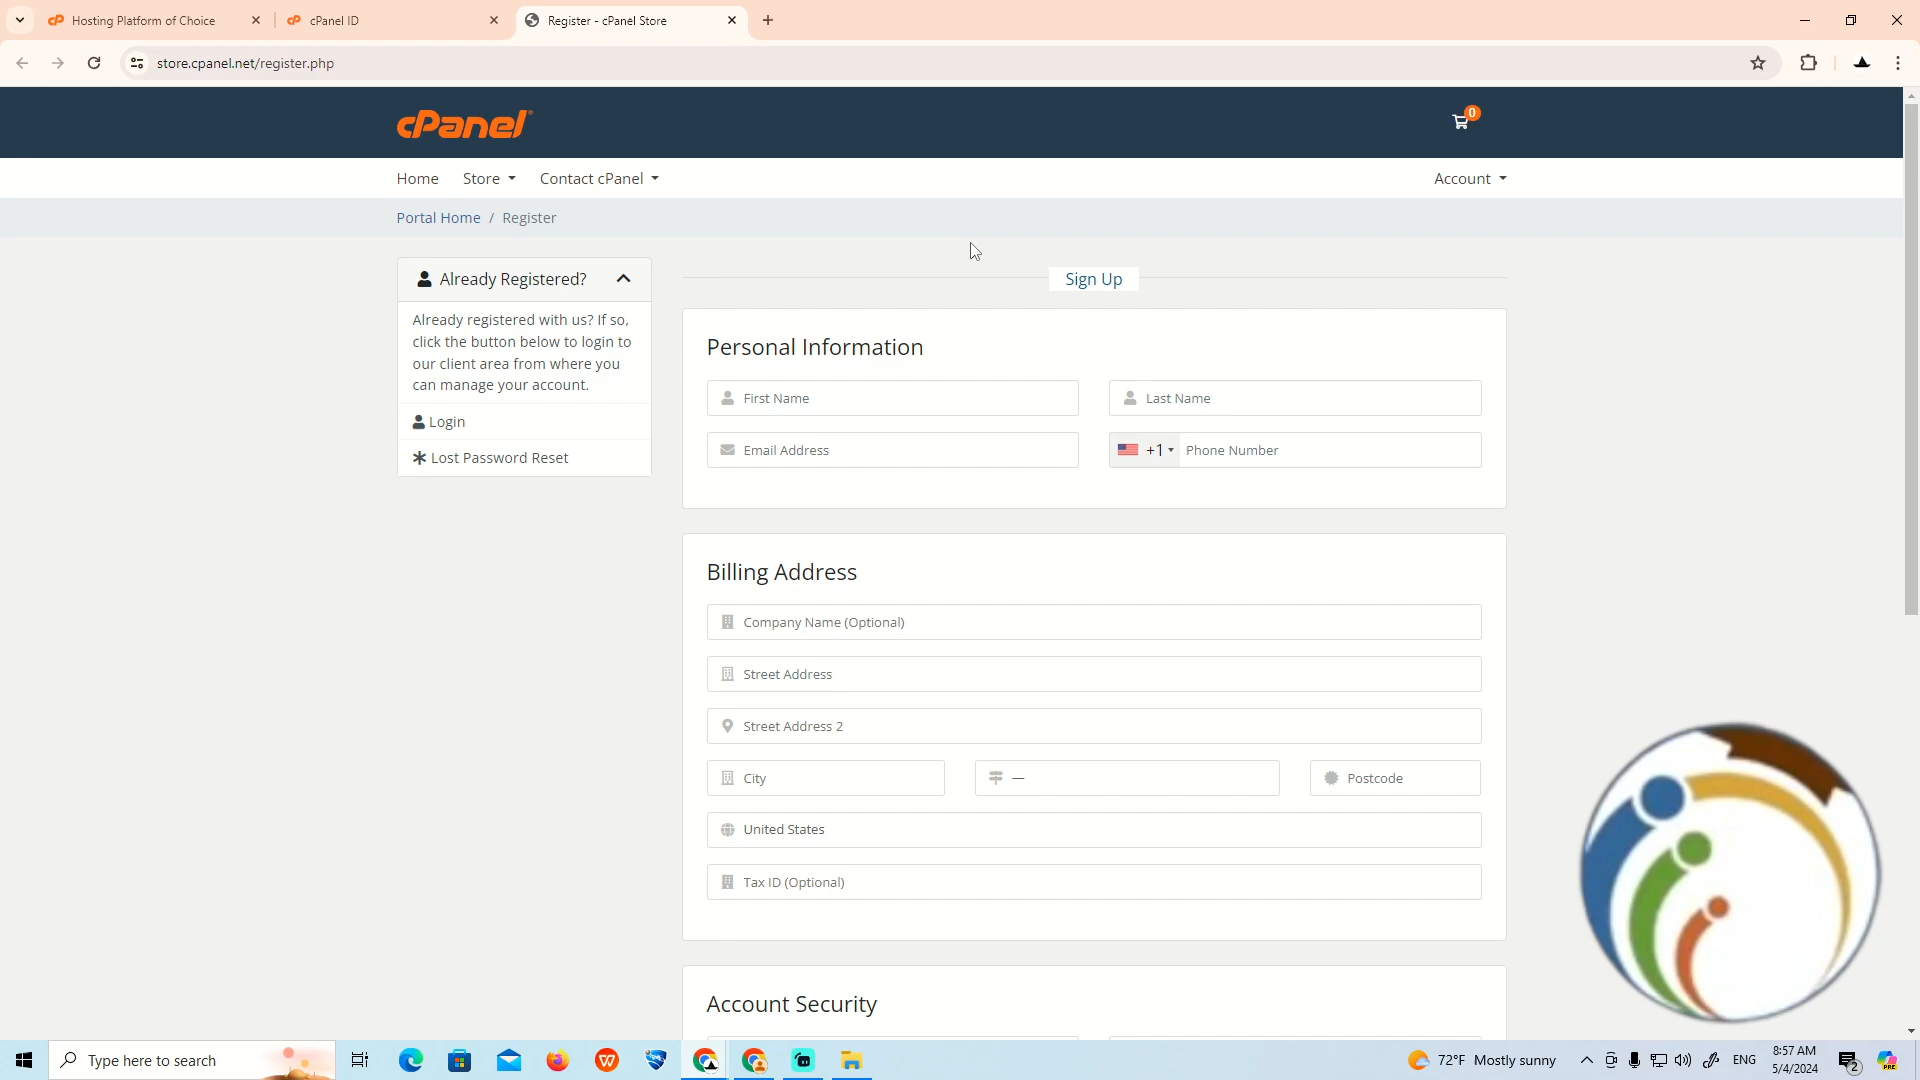 Hosting Platform of Choice
cPanel ID
Register - cPanel Store
store.cpanel.net/register.php
cPanel
0
Home
Store
Contact cPanel
Account
Portal Home / Register
Already Registered?
Already registered with us? If so,
click the button below to login to
our client area from where you
can manage your account.
Login
Lost Password Reset
Sign Up
Personal Information
First Name
Last Name
Email Address
+1
Phone Number
Billing Address
Company Name (Optional)
Street Address
Street Address 2
City
—
Postcode
United States
Tax ID (Optional)
Account Security
Type here to search
72°F Mostly sunny
ENG
8:57 AM
5/4/2024
2
PRE